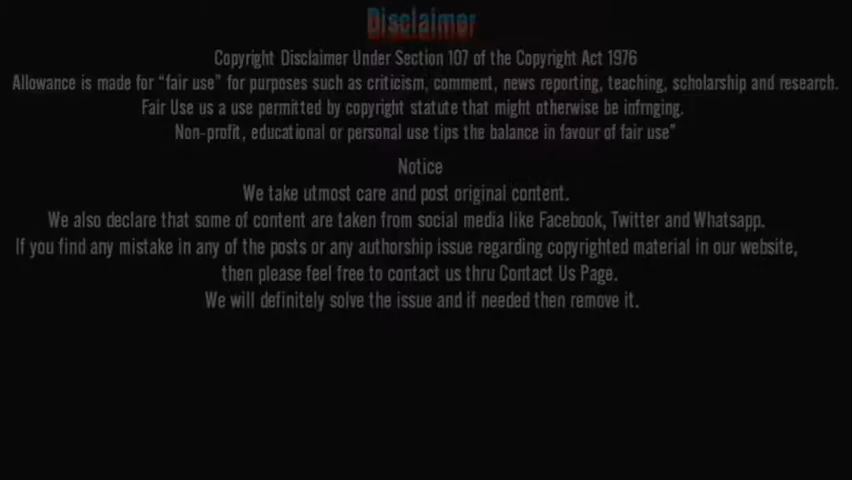 Disclaimer
Copyright Disclaimer Under Section 107 of the Copyright Act 1976
Allowance is made for “fair use” for purposes such as criticism, comment, news reporting, teaching, scholarship and research.
Fair Use us a use permitted by copyright statute that might otherwise be infrnging.
Non-profit, educational or personal use tips the balance in favour of fair use”
Notice
We take utmost care and post original content.
We also declare that some of content are taken from social media like Facebook, Twitter and Whatsapp.
If you find any mistake in any of the posts or any authorship issue regarding copyrighted material in our website,
then please feel free to contact us thru Contact Us Page.
We will definitely solve the issue and if needed then remove it.